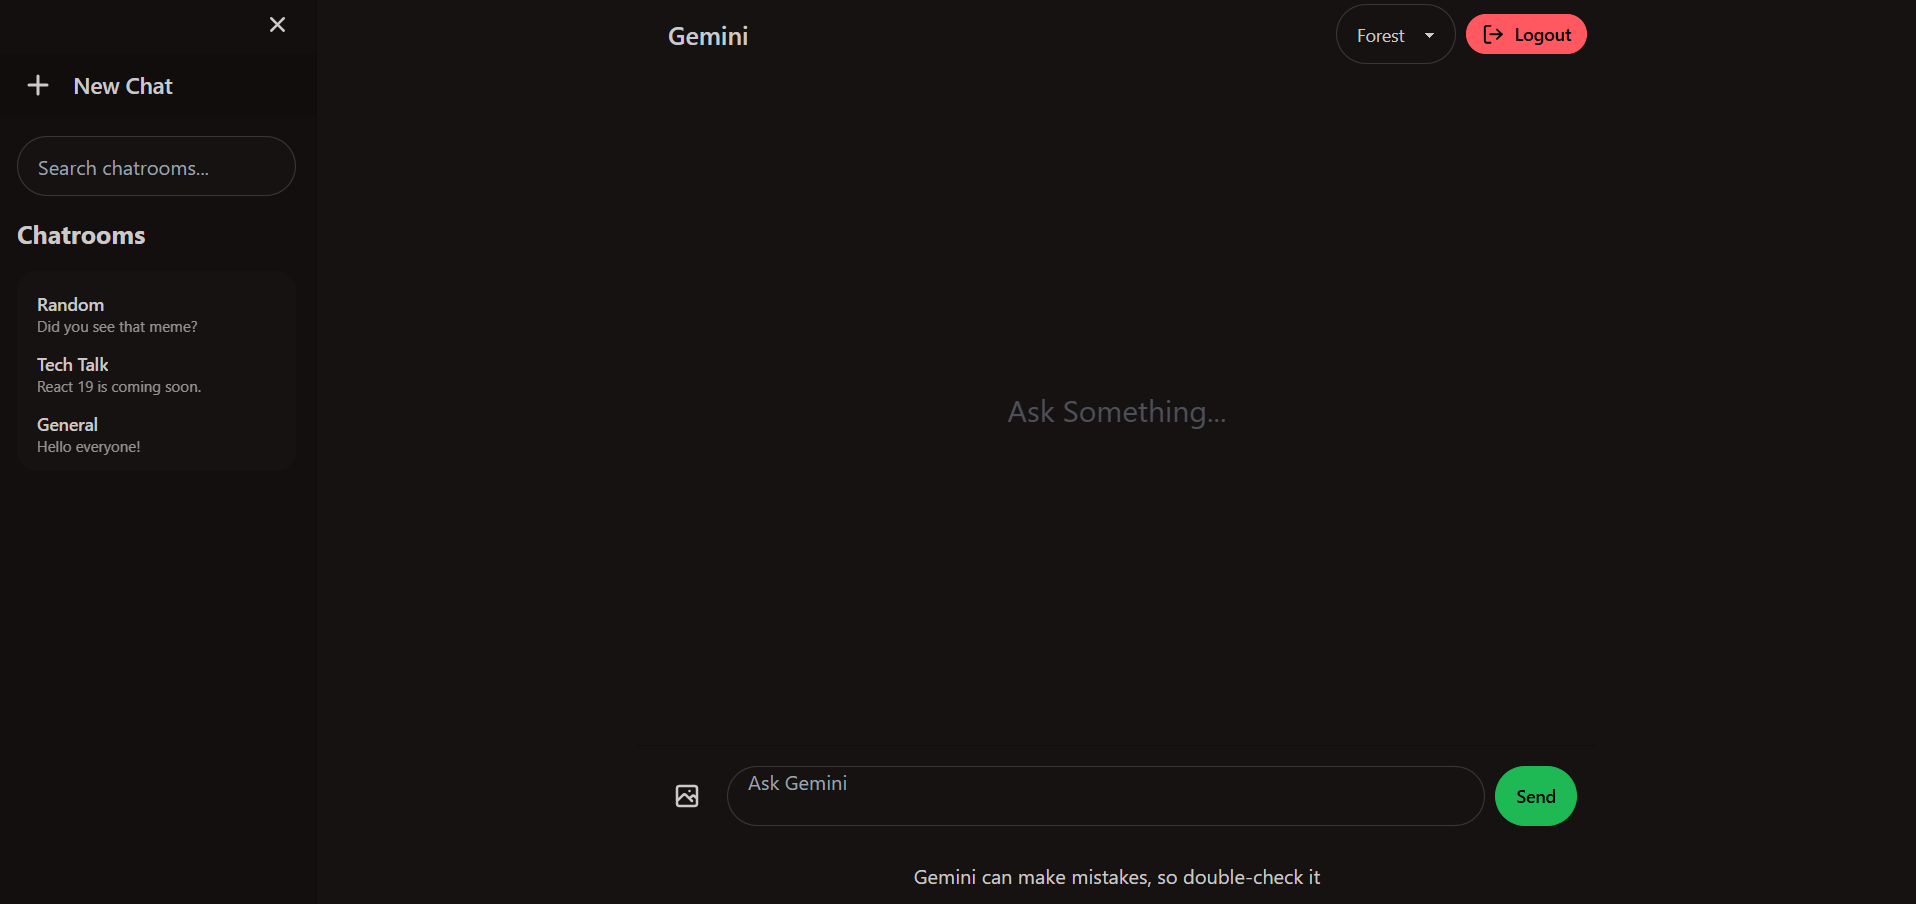 New Chat
Search chatrooms...
Chatrooms
Random
Did you see that meme?
Tech Talk
React 19 is coming soon.
General
Hello everyone!
Gemini
Forest
Logout
Ask Something...
Ask Gemini
Send
Gemini can make mistakes, so double-check it